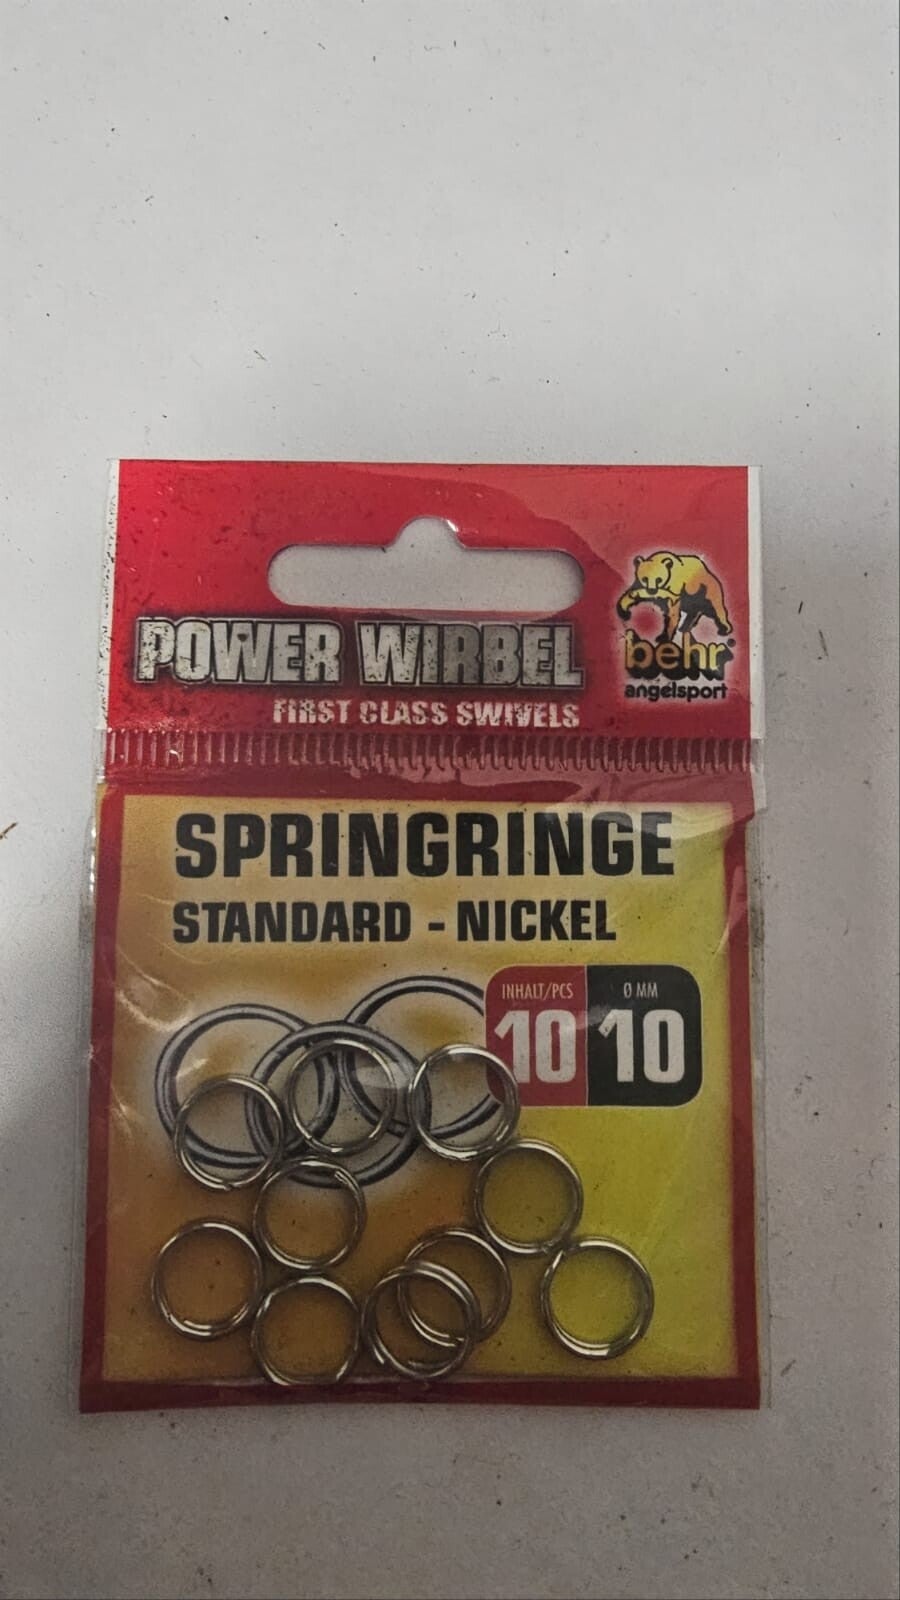 POWER WIRBEL
FIRST CLASS SWIVELS
behr®
angelsport
SPRINGRINGE
STANDARD - NICKEL
INHALT/PCS
10
Ø MM
10